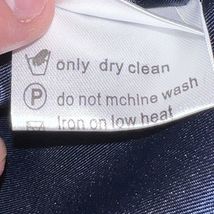 only dry clean
P do not mchine wash
Iron on low heat